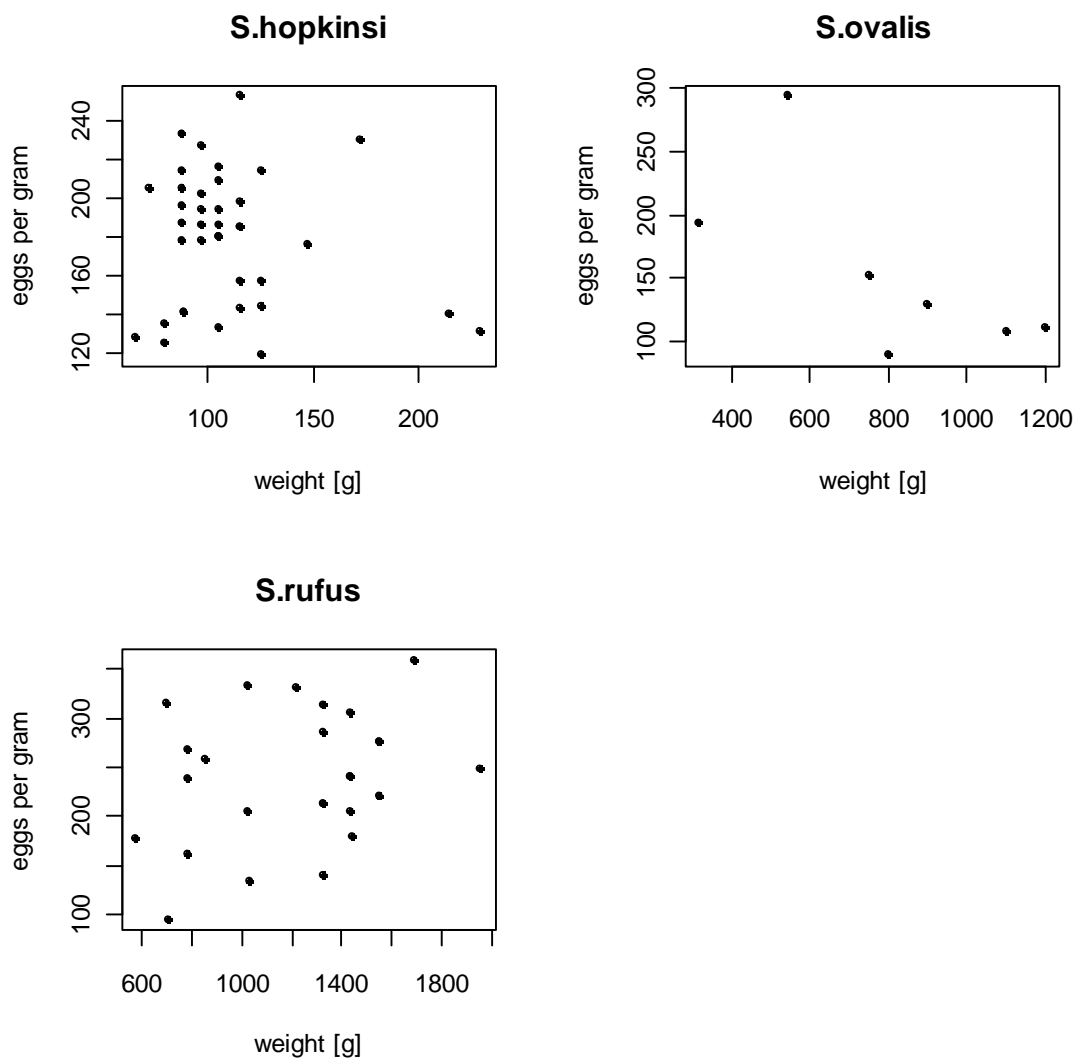 S.hopkinsi
eggs per gram
120 160 200 240
100 150 200
weight [g]
S.ovalis
eggs per gram
100 150 200 250 300
400 600 800 1000 1200
weight [g]
S.rufus
eggs per gram
100 200 300
600 1000 1400 1800
weight [g]